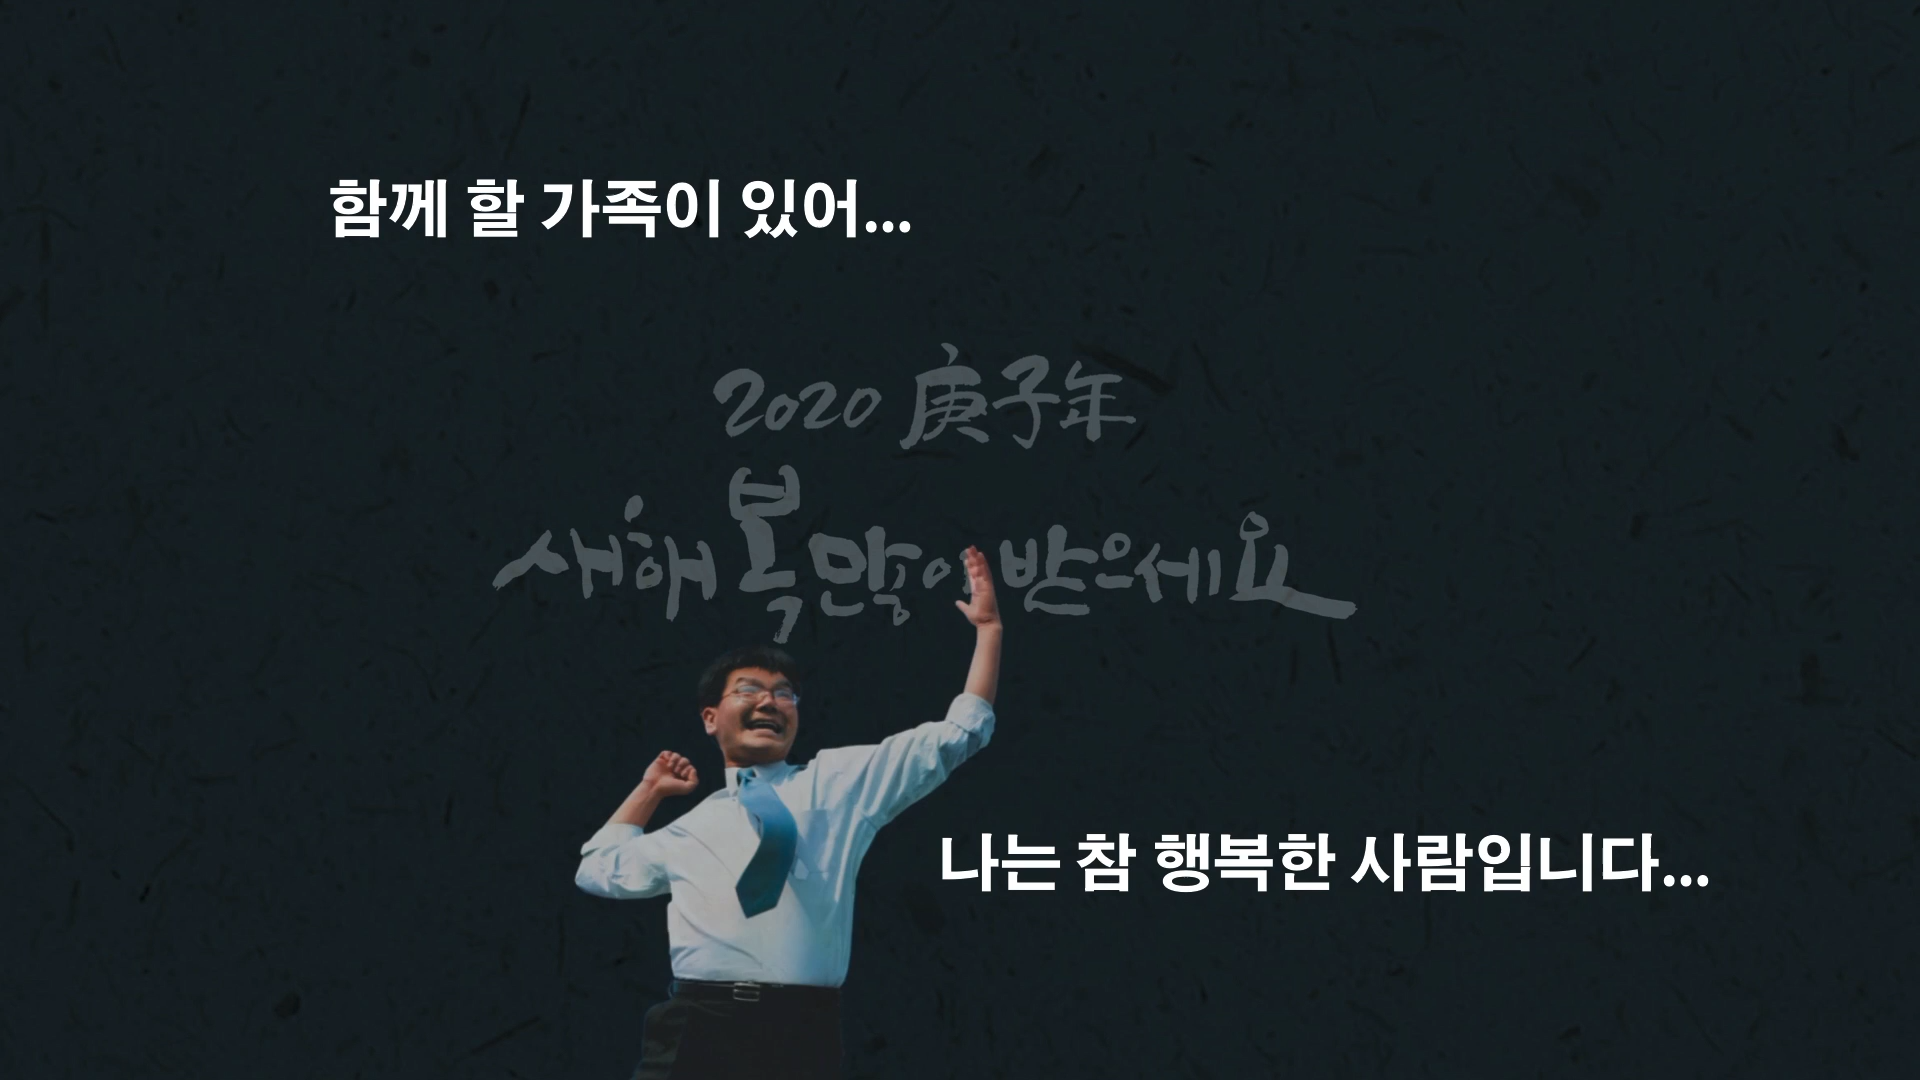 함께 할 가족이 있어...
2020 庚子年
새해 복 많이 받으세요
나는 참 행복한 사람입니다...